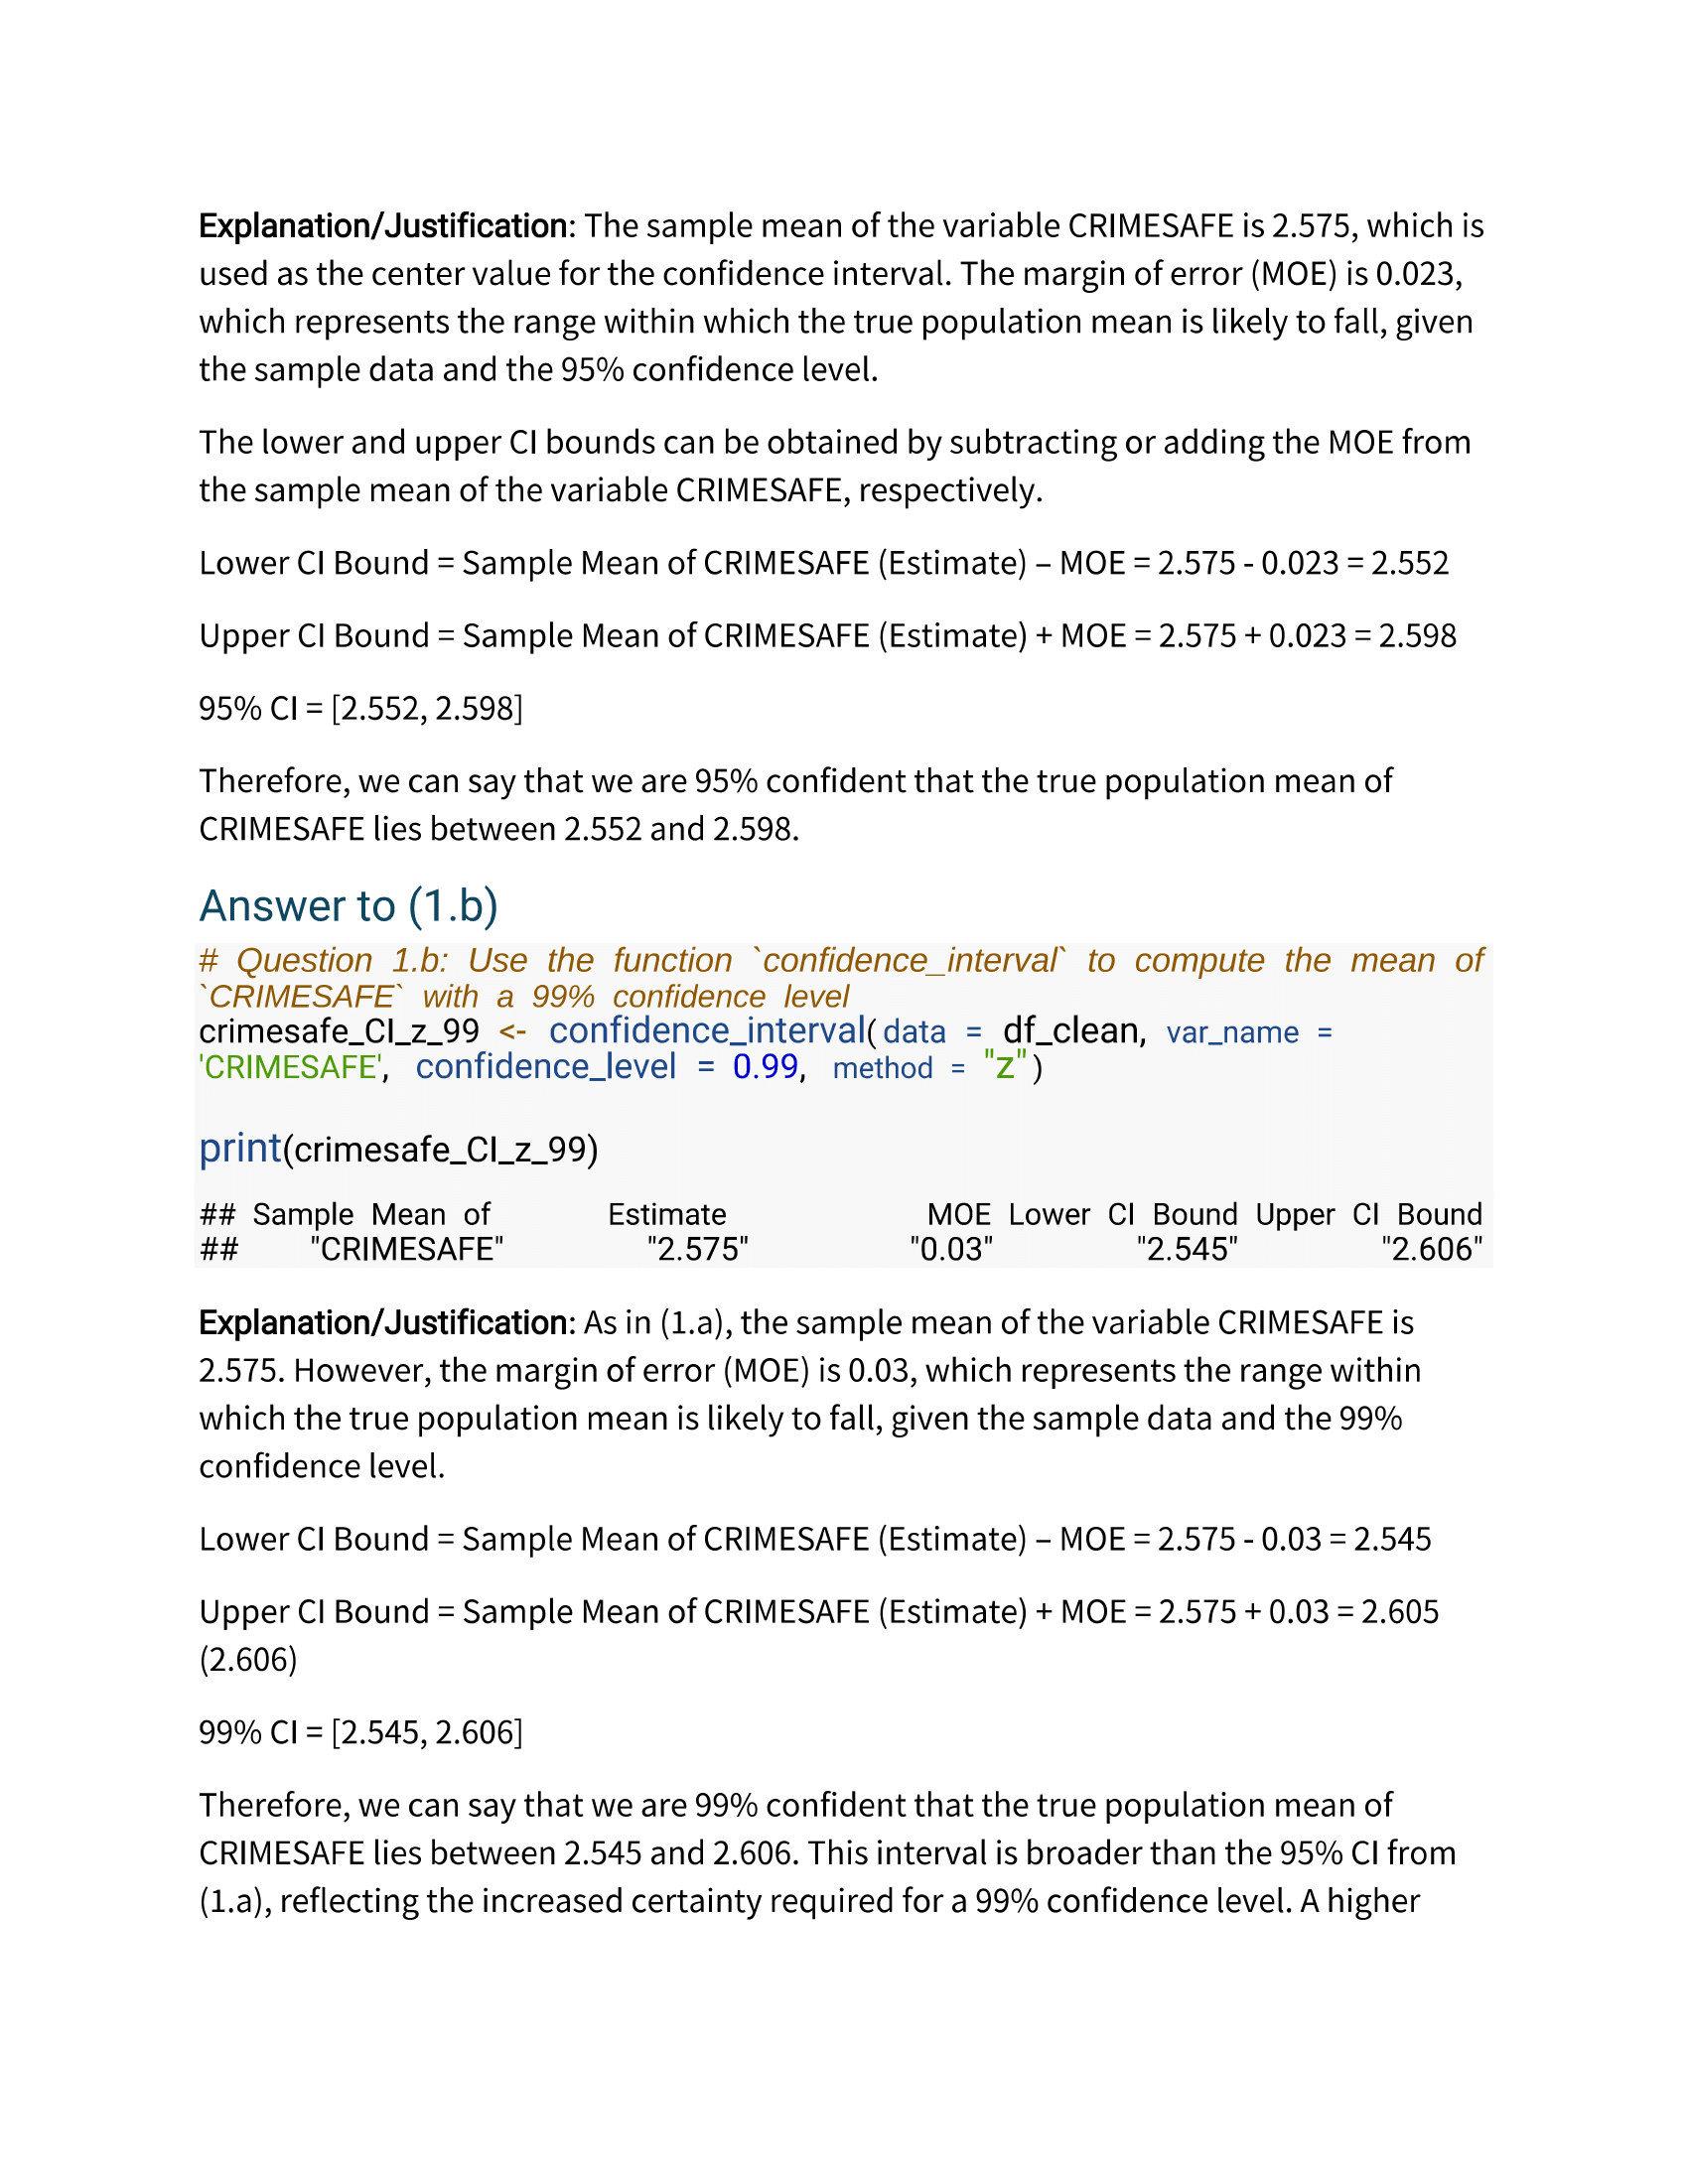 Explanation/Justification: The sample mean of the variable CRIMESAFE is 2.575, which is
used as the center value for the confidence interval. The margin of error (MOE) is 0.023,
which represents the range within which the true population mean is likely to fall, given
the sample data and the 95% confidence level.
The lower and upper CI bounds can be obtained by subtracting or adding the MOE from
the sample mean of the variable CRIMESAFE, respectively.
Lower CI Bound = Sample Mean of CRIMESAFE (Estimate) – MOE = 2.575 - 0.023 = 2.552
Upper CI Bound = Sample Mean of CRIMESAFE (Estimate) + MOE = 2.575 + 0.023 = 2.598
95% CI = [2.552, 2.598]
Therefore, we can say that we are 95% confident that the true population mean of
CRIMESAFE lies between 2.552 and 2.598.
Answer to (1.b)
# Question 1.b: Use the function `confidence_interval` to compute the mean of
`CRIMESAFE` with a 99% confidence level
crimesafe_CI_z_99 <- confidence_interval(data = df_clean, var_name =
'CRIMESAFE', confidence_level = 0.99, method = "z")
print(crimesafe_CI_z_99)
## Sample Mean of Estimate MOE Lower CI Bound Upper CI Bound
## "CRIMESAFE" "2.575" "0.03" "2.545" "2.606"
Explanation/Justification: As in (1.a), the sample mean of the variable CRIMESAFE is
2.575. However, the margin of error (MOE) is 0.03, which represents the range within
which the true population mean is likely to fall, given the sample data and the 99%
confidence level.
Lower CI Bound = Sample Mean of CRIMESAFE (Estimate) – MOE = 2.575 - 0.03 = 2.545
Upper CI Bound = Sample Mean of CRIMESAFE (Estimate) + MOE = 2.575 + 0.03 = 2.605
(2.606)
99% CI = [2.545, 2.606]
Therefore, we can say that we are 99% confident that the true population mean of
CRIMESAFE lies between 2.545 and 2.606. This interval is broader than the 95% CI from
(1.a), reflecting the increased certainty required for a 99% confidence level. A higher